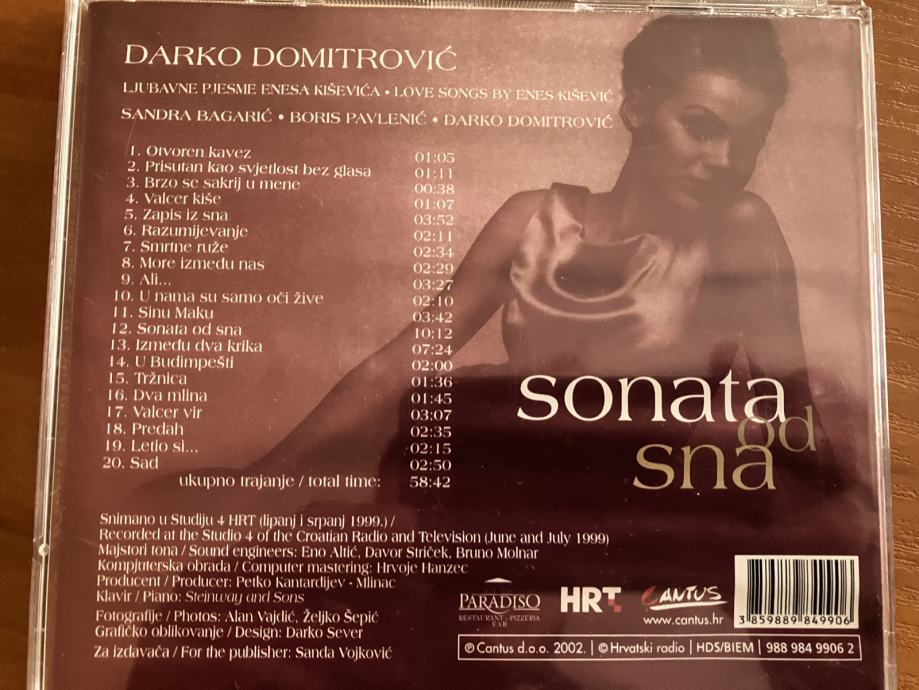 DARKO DOMITROVIĆ
LJUBAVNE PJESME ENESA KIŠEVIĆA • LOVE SONGS BY ENES KIŠEVIĆ
SANDRA BAGARIĆ • BORIS PAVLENIĆ • DARKO DOMITROVIĆ
1. Otvoren kavez 01:05
2. Prisutan kao svjetlost bez glasa 01:11
3. Brzo se sakrij u mene 00:38
4. Valcer kiše 01:07
5. Zapis iz sna 03:52
6. Razumijevanje 02:11
7. Smrtne ruže 02:34
8. More između nas 02:29
9. Ali... 03:27
10. U nama su samo oči žive 02:10
11. Sinu Maku 03:42
12. Sonata od sna 10:12
13. Između dva krika 07:24
14. U Budimpešti 02:00
15. Tržnica 01:36
16. Dva mlina 01:45
17. Valcer vir 03:07
18. Predah 02:35
19. Letio si... 02:15
20. Sad 02:50
ukupno trajanje / total time: 58:42
sonata
od
sna
Snimano u Studiju 4 HRT (lipanj i srpanj 1999.) /
Recorded at the Studio 4 of the Croatian Radio and Television (June and July 1999)
Majstori tona / Sound engineers: Eno Altić, Davor Striček, Bruno Molnar
Kompjuterska obrada / Computer mastering: Hrvoje Hanzec
Producent / Producer: Petko Kantardijev - Mlinac
Klavir / Piano: Steinway and Sons
Fotografije / Photos: Alan Vajdić, Željko Šepić
Grafičko oblikovanje / Design: Darko Sever
Za izdavača / For the publisher: Sanda Vojković
PARADISO
RESTAURANT - PIZZERIA
RAB
HRT
CANTUS
www.cantus.hr
3 859889 849906
℗ Cantus d.o.o. 2002. | © Hrvatski radio | HDS/BIEM | 988 984 9906 2